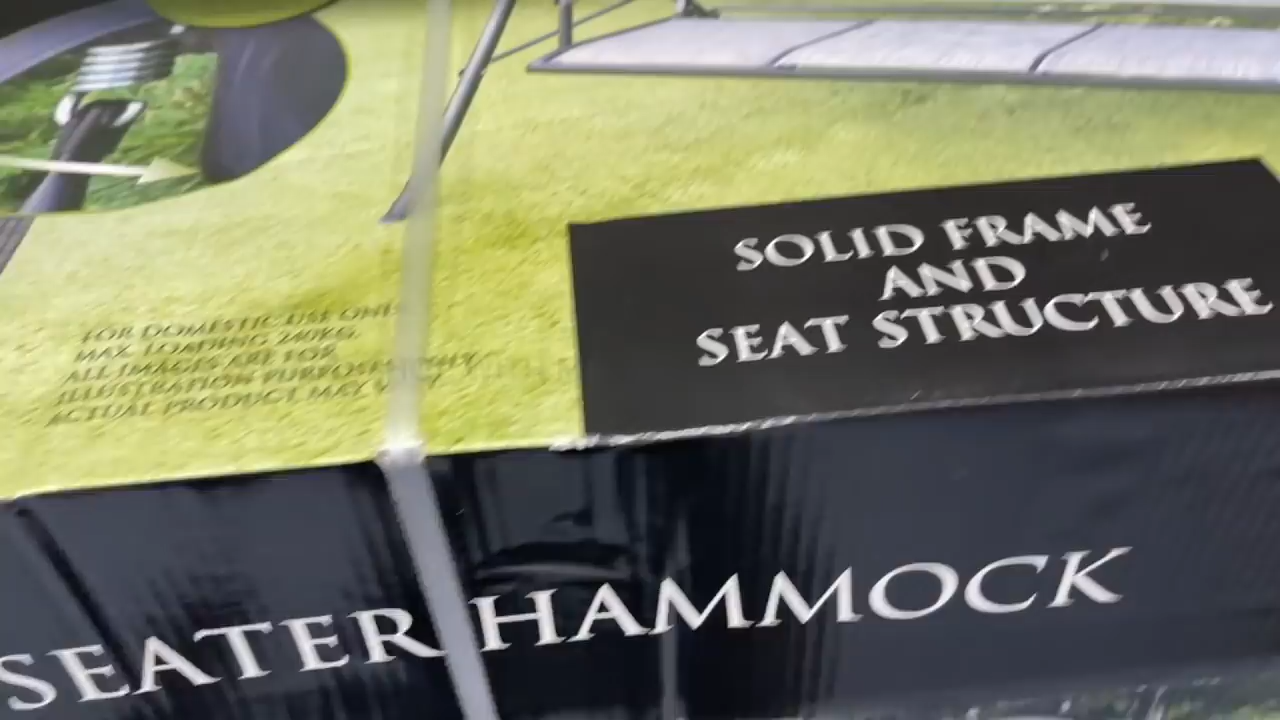 SOLID FRAME
AND
SEAT STRUCTURE
FOR DOMESTIC USE ONLY
MAX. LOADING 240KG.
ALL IMAGES ARE FOR
ILLUSTRATION PURPOSES ONLY
ACTUAL PRODUCT MAY VARY
SEATER HAMMOCK